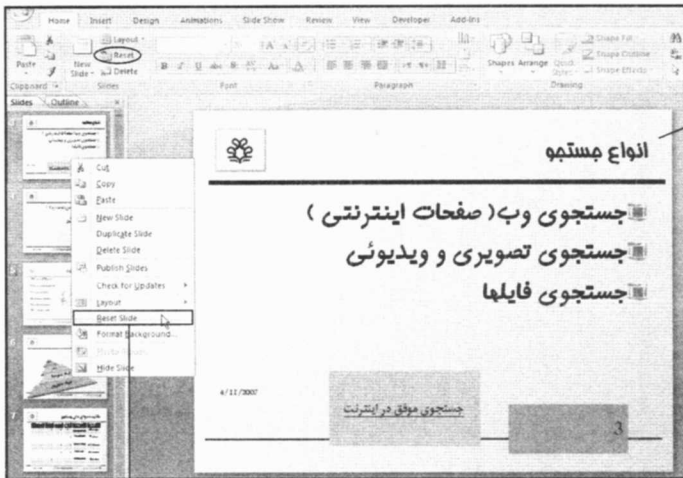 Home Insert Design Animations Slide Show Review View Developer Add-Ins
Layout
Reset
Delete
Paste
New Slide
Shapes Arrange Quick Styles
Shape Fill
Shape Outline
Shape Effects
Clipboard Slides Font Paragraph Drawing
Slides Outline
Cut
Copy
Paste
New Slide
Duplicate Slide
Delete Slide
Publish Slides
Check for Updates
Layout
Reset Slide
Format Background...
Hide Slide
5
6
7
انواع جستجو
جستجوی وب( صفحات اینترنتی )
جستجوی تصویری و ویدیوئی
جستجوی فایلها
4/11/2007
جستجوی موفق در اینترنت
3